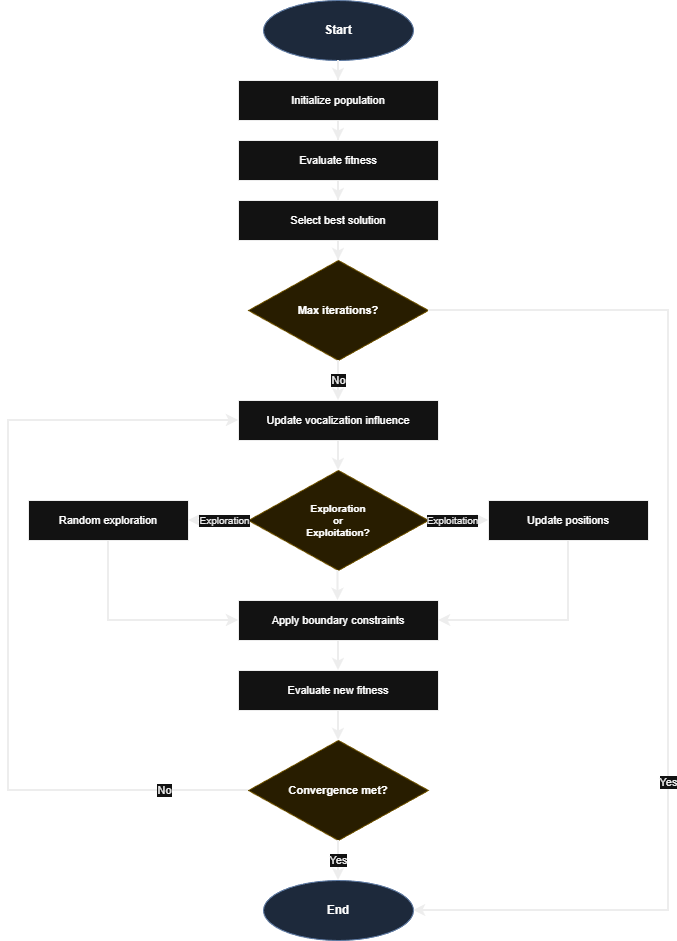 Start
Initialize population
Evaluate fitness
Select best solution
Max iterations?
No
Update vocalization influence
Random exploration
Exploration
Exploration
or
Exploitation?
Exploitation
Update positions
Apply boundary constraints
Evaluate new fitness
Convergence met?
No
Yes
Yes
End